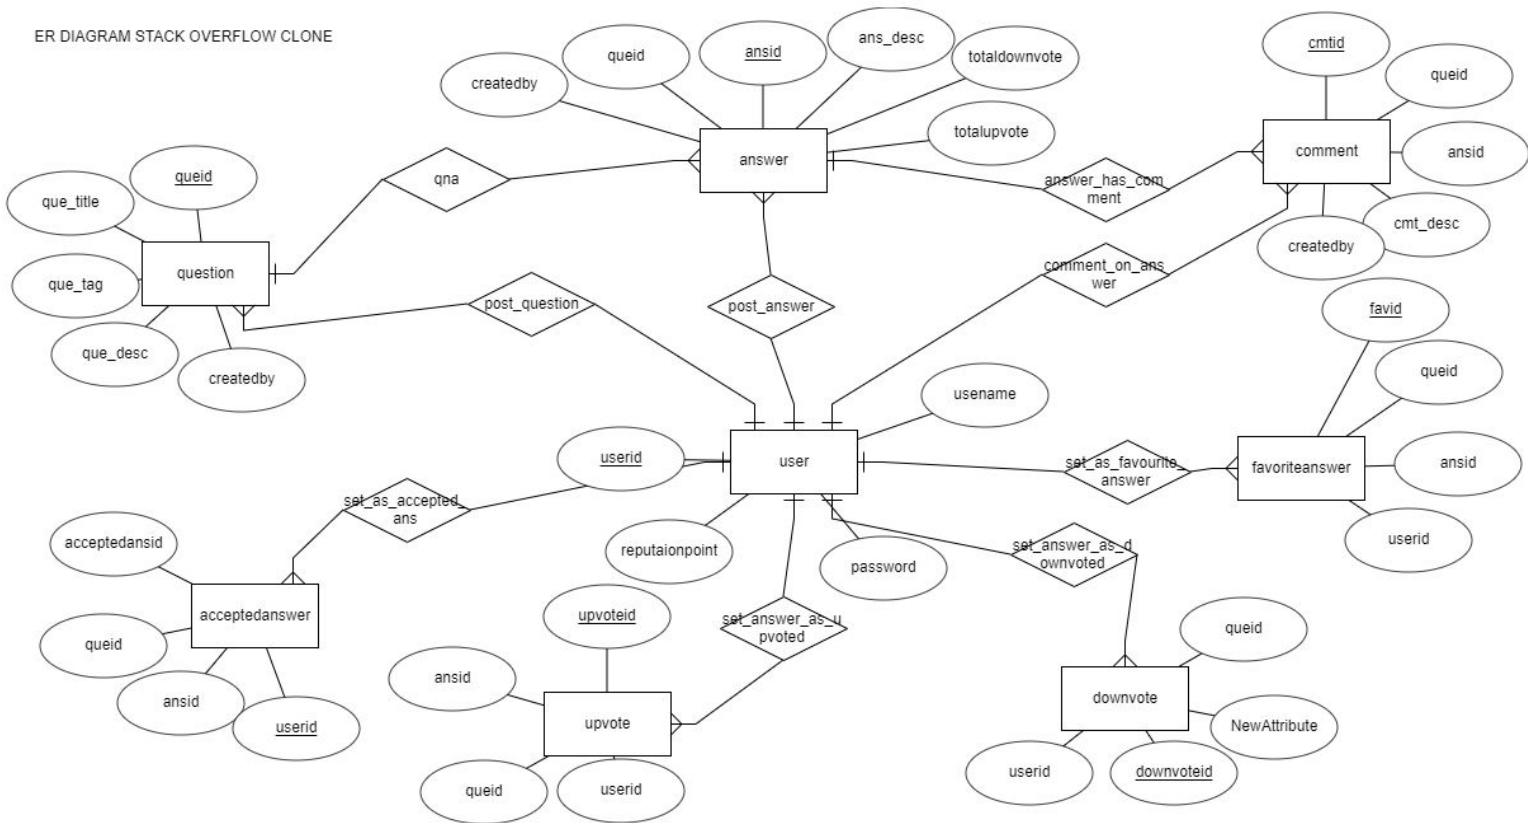 ER DIAGRAM STACK OVERFLOW CLONE
createdby
queid
ansid
ans_desc
totaldownvote
totalupvote
answer
cmtid
queid
ansid
cmt_desc
createdby
comment
qna
answer_has_com
ment
que_title
queid
que_tag
question
que_desc
createdby
post_question
post_answer
comment_on_ans
wer
favid
queid
usename
userid
user
set_as_favourite_
answer
favoriteanswer
ansid
userid
set_as_accepted_
ans
reputaionpoint
password
set_answer_as_d
ownvoted
acceptedansid
acceptedanswer
queid
ansid
userid
upvoteid
set_answer_as_u
pvoted
ansid
upvote
queid
userid
queid
downvote
NewAttribute
userid
downvoteid